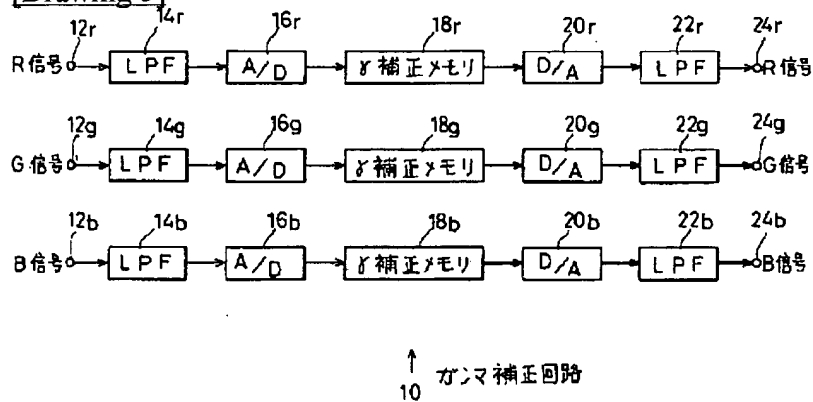 [Drawing 3]
12r 14r 16r 18r 20r 22r 24r
R信号 LPF A/D γ補正メモリ D/A LPF R信号
12g 14g 16g 18g 20g 22g 24g
G信号 LPF A/D γ補正メモリ D/A LPF G信号
12b 14b 16b 18b 20b 22b 24b
B信号 LPF A/D γ補正メモリ D/A LPF B信号
10 ガンマ補正回路